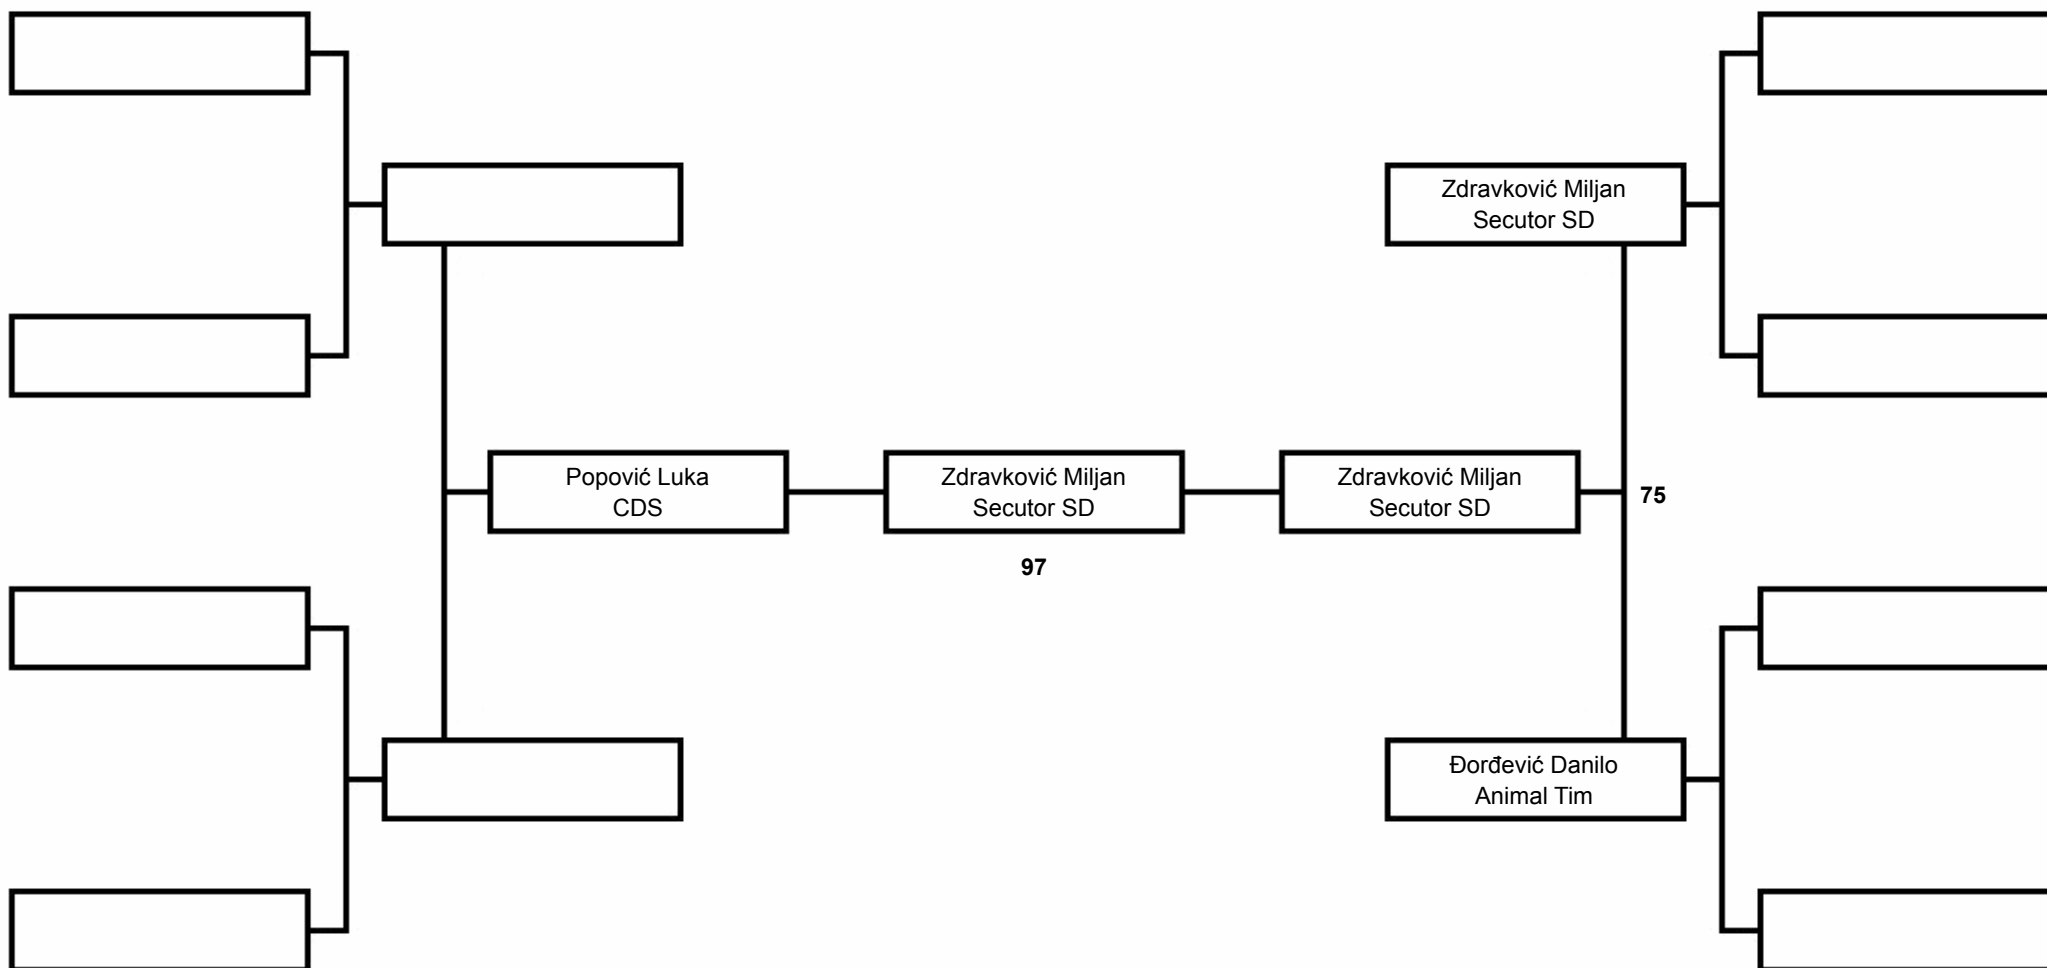 Zdravković Miljan
Secutor SD
Popović Luka
CDS
Zdravković Miljan
Secutor SD
Zdravković Miljan
Secutor SD
75
97
Đorđević Danilo
Animal Tim